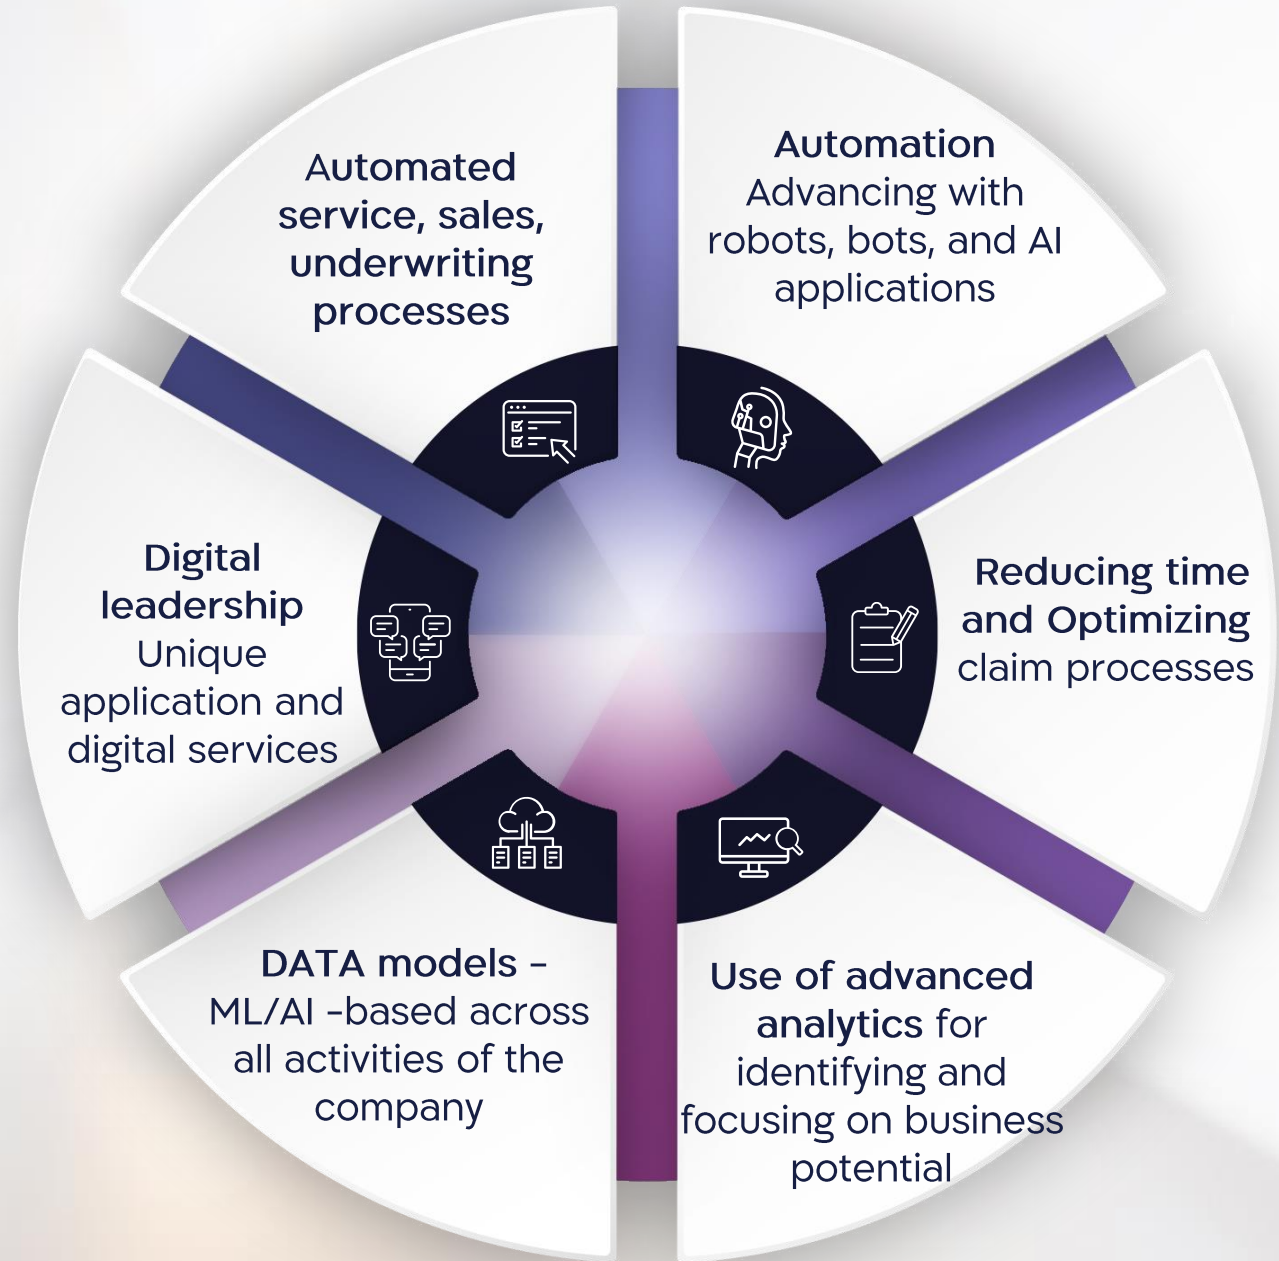 Automated
service, sales,
underwriting
processes
Automation
Advancing with
robots, bots, and AI
applications
Reducing time
and Optimizing
claim processes
Use of advanced
analytics for
identifying and
focusing on business
potential
DATA models –
ML/AI –based across
all activities of the
company
Digital
leadership
Unique
application and
digital services